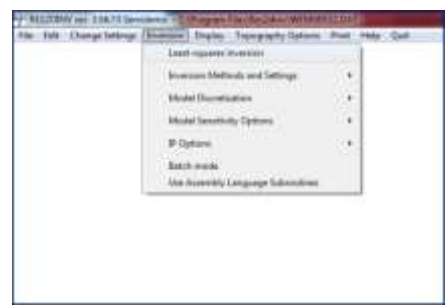 File Edit Change Settings Inversion Display Topography Options Print Help Quit
Least-squares inversion
Inversion Methods and Settings
Model Discretization
Model Sensitivity Options
IP Options
Batch mode
Use Assembly Language Subroutines